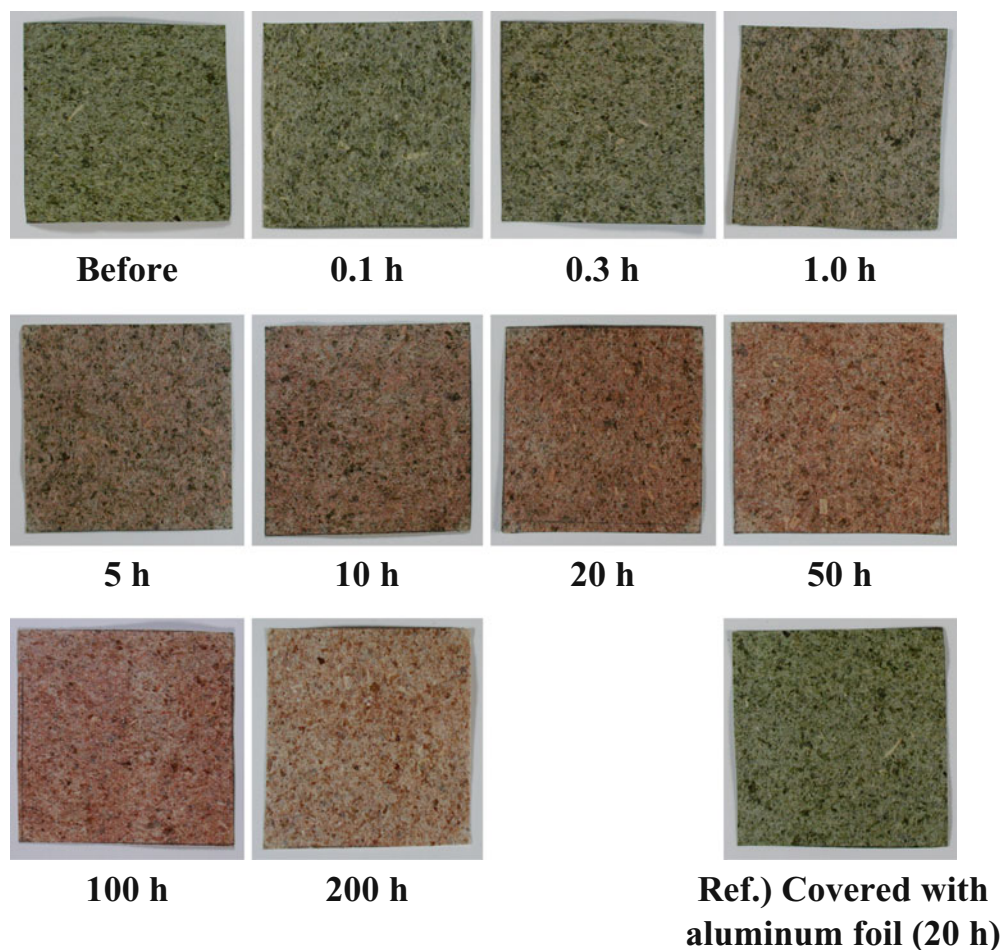 Before
0.1 h
0.3 h
1.0 h
5 h
10 h
20 h
50 h
100 h
200 h
Ref.) Covered with
aluminum foil (20 h)